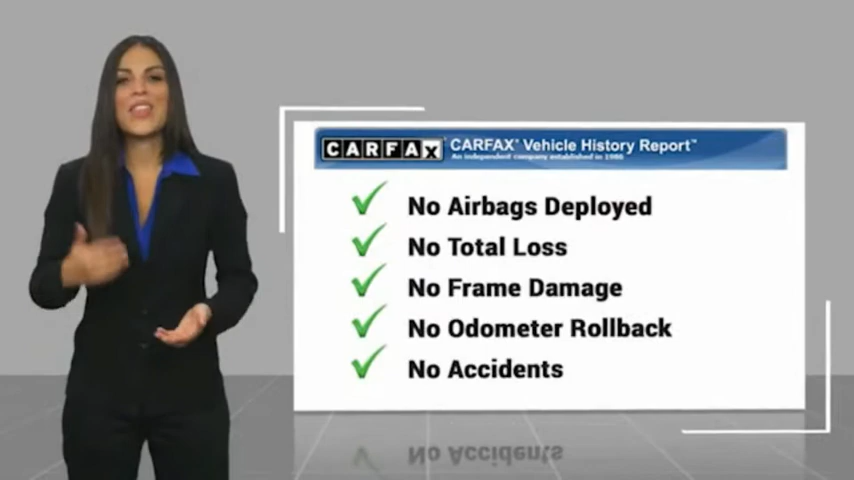 CARFAX CARFAX™ Vehicle History Report™
An independent company established in 1986
No Airbags Deployed
No Total Loss
No Frame Damage
No Odometer Rollback
No Accidents
No Accidents